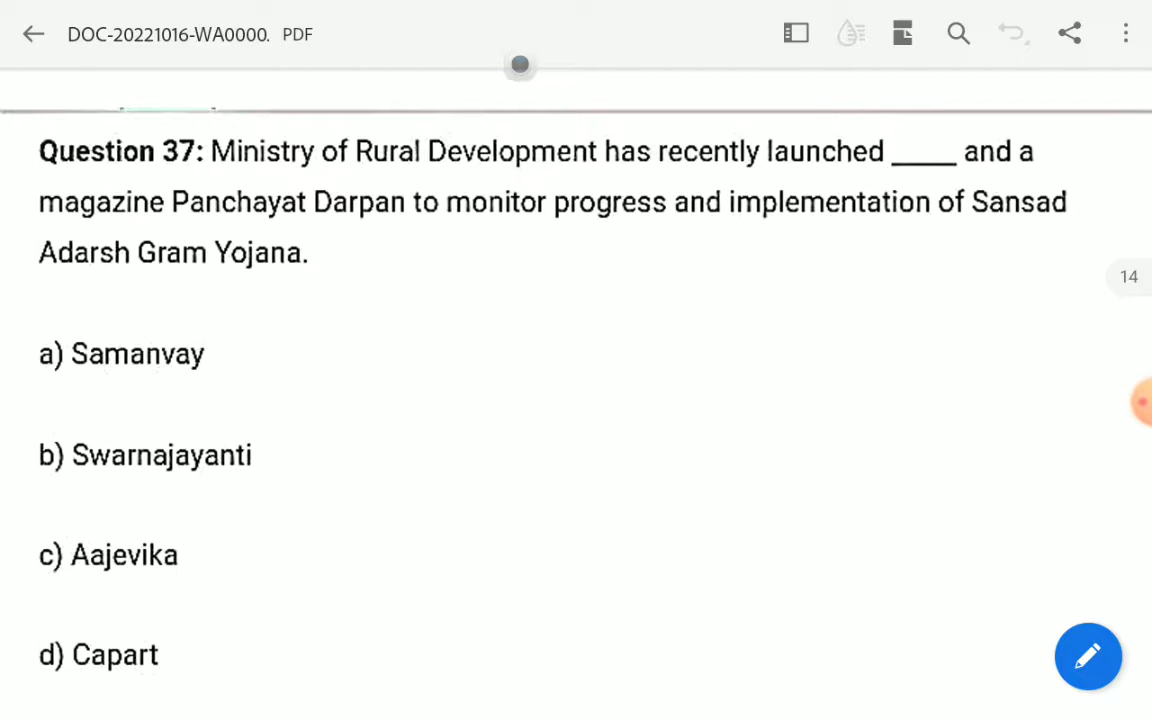 DOC-20221016-WA0000. PDF
Question 37: Ministry of Rural Development has recently launched _____ and a
magazine Panchayat Darpan to monitor progress and implementation of Sansad
Adarsh Gram Yojana.
14
a) Samanvay
b) Swarnajayanti
c) Aajevika
d) Capart